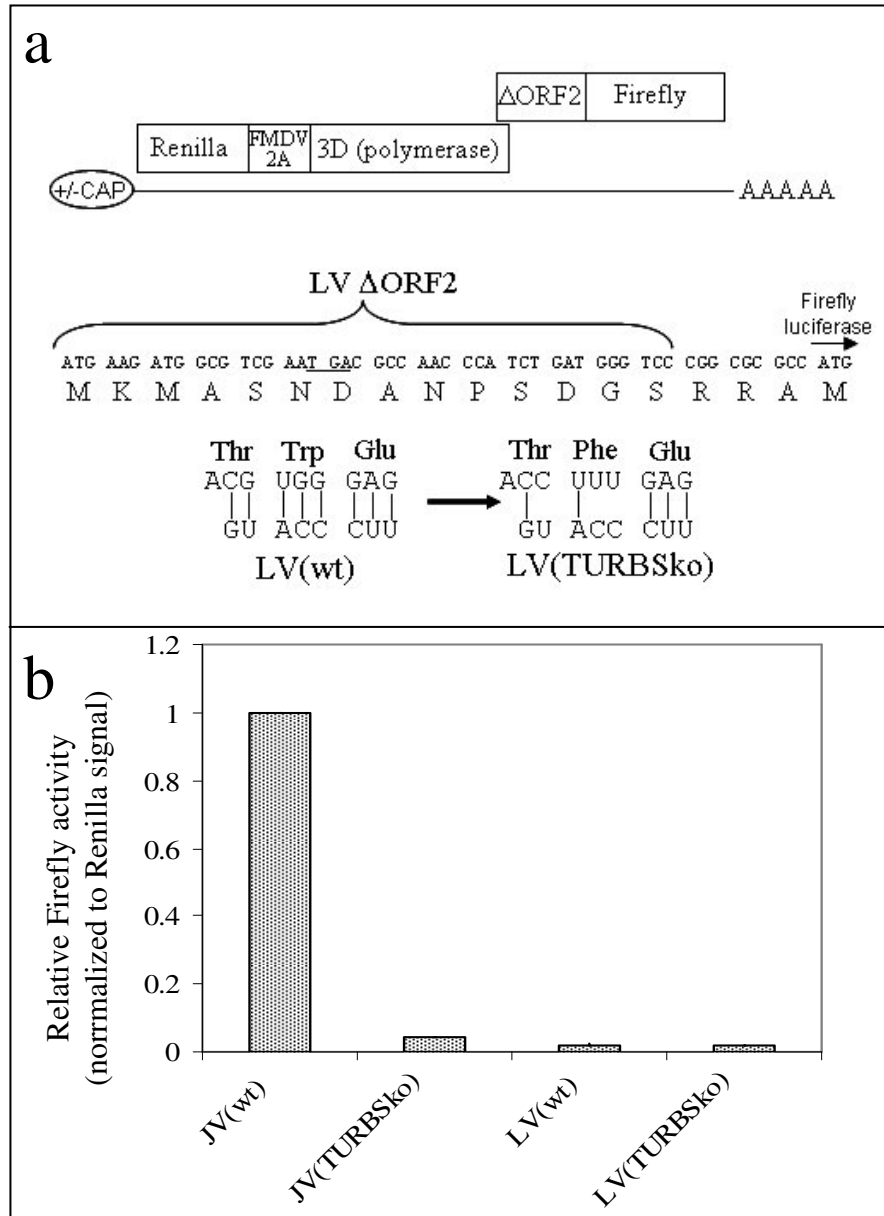 a
ΔORF2 Firefly
Renilla FMDV 2A 3D (polymerase)
+/-CAP AAAAA
LV ΔORF2
Firefly
luciferase
ATG AAG ATG GCG TCG AAT GAC GCC AAC CCA TCT GAT GGG TCC CGG CGC GCC ATG
M K M A S N D A N P S D G S R R A M
Thr Trp Glu Thr Phe Glu
ACG UGG GAG ACC UUU GAG
GU ACC CUU GU ACC CUU
LV(wt) LV(TURBSko)
b
Relative Firefly activity
(norrmalized to Renilla signal)
1.2
1
0.8
0.6
0.4
0.2
0
JV(wt)
JV(TURBSko)
LV(wt)
LV(TURBSko)